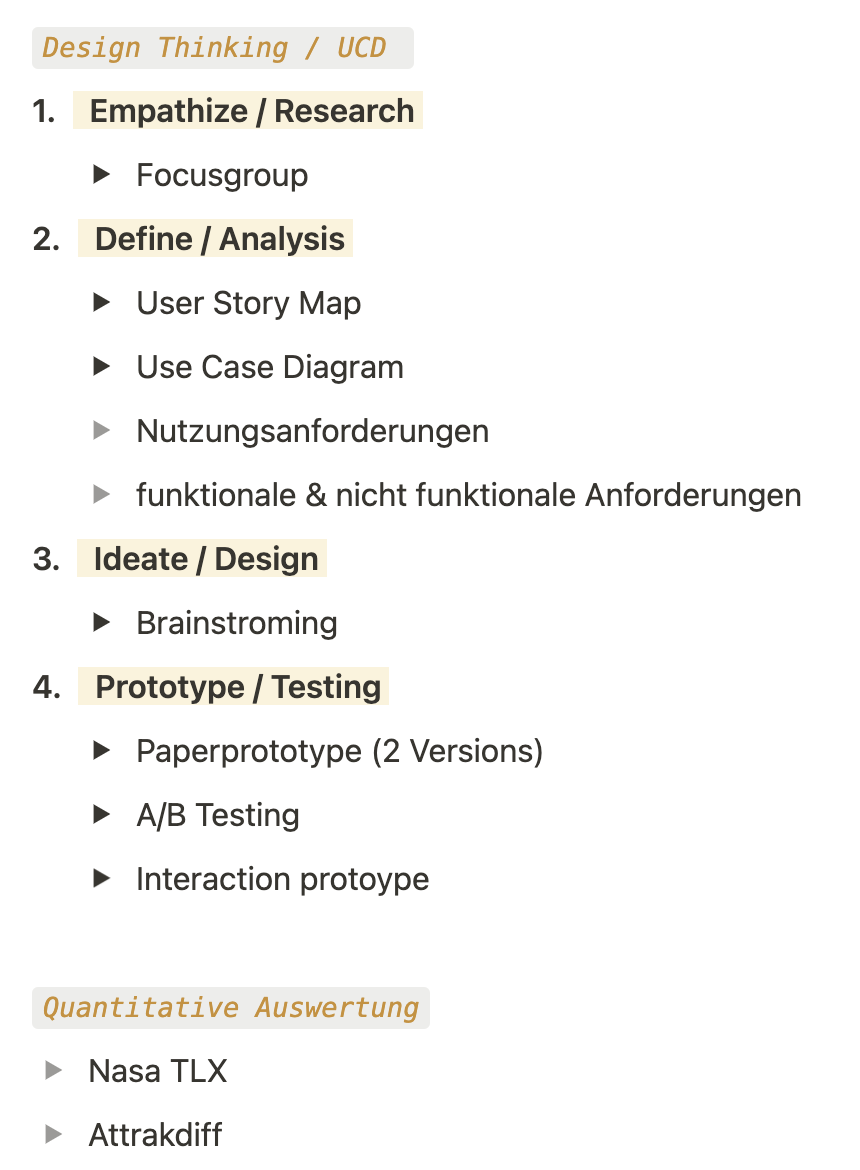 Design Thinking / UCD
1. Empathize / Research
Focusgroup
2. Define / Analysis
User Story Map
Use Case Diagram
Nutzungsanforderungen
funktionale & nicht funktionale Anforderungen
3. Ideate / Design
Brainstroming
4. Prototype / Testing
Paperprototype (2 Versions)
A/B Testing
Interaction protoype
Quantitative Auswertung
Nasa TLX
Attrakdiff